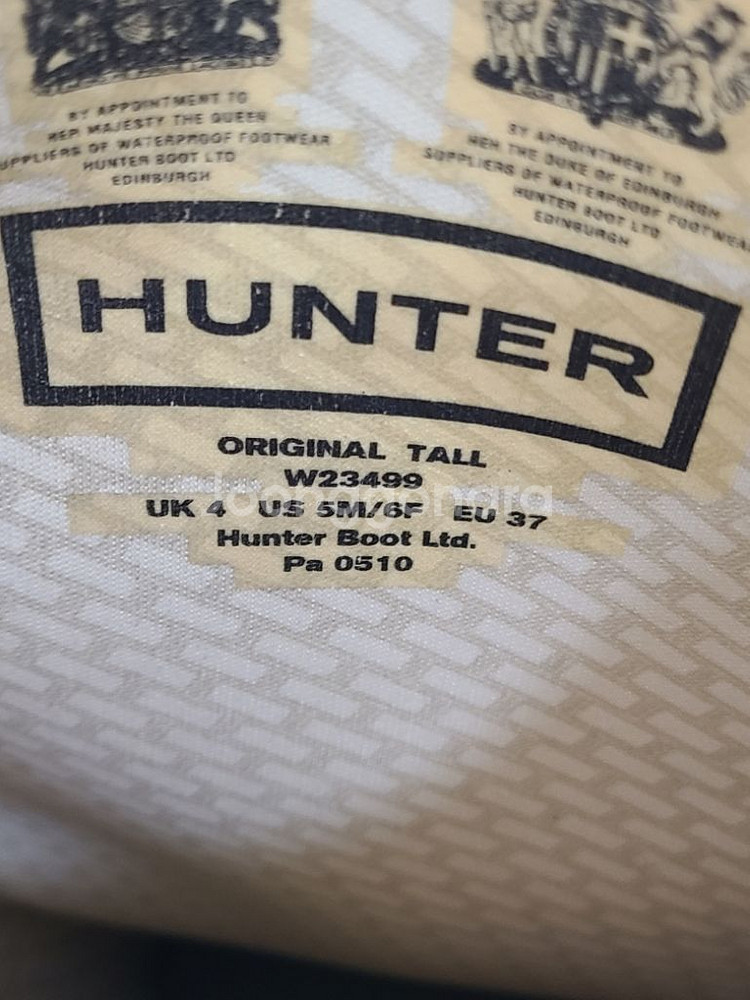 BY APPOINTMENT TO
HER MAJESTY THE QUEEN
SUPPLIERS OF WATERPROOF FOOTWEAR
HUNTER BOOT LTD
EDINBURGH
BY APPOINTMENT TO
HRH THE DUKE OF EDINBURGH
SUPPLIERS OF WATERPROOF FOOTWEAR
HUNTER BOOT LTD
EDINBURGH
HUNTER
ORIGINAL TALL
W23499
UK 4 US 5M/6F EU 37
Hunter Boot Ltd.
Pa 0510